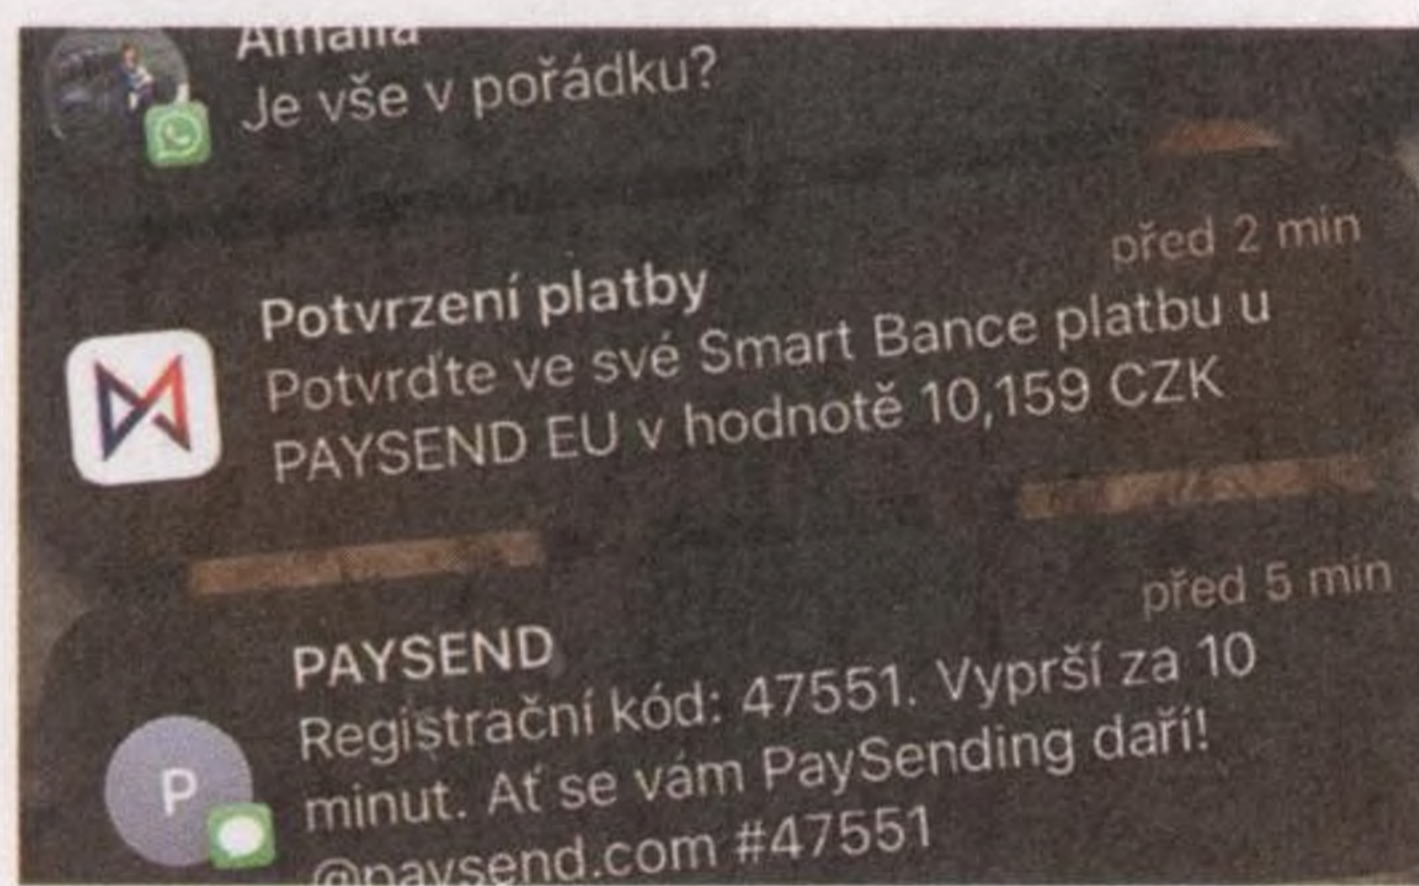 Amalia
Je vše v pořádku?
před 2 min
Potvrzení platby
Potvrďte ve své Smart Bance platbu u
PAYSEND EU v hodnotě 10,159 CZK
před 5 min
PAYSEND
Registrační kód: 47551. Vyprší za 10
minut. Ať se vám PaySending daří!
P
@paysend.com #47551